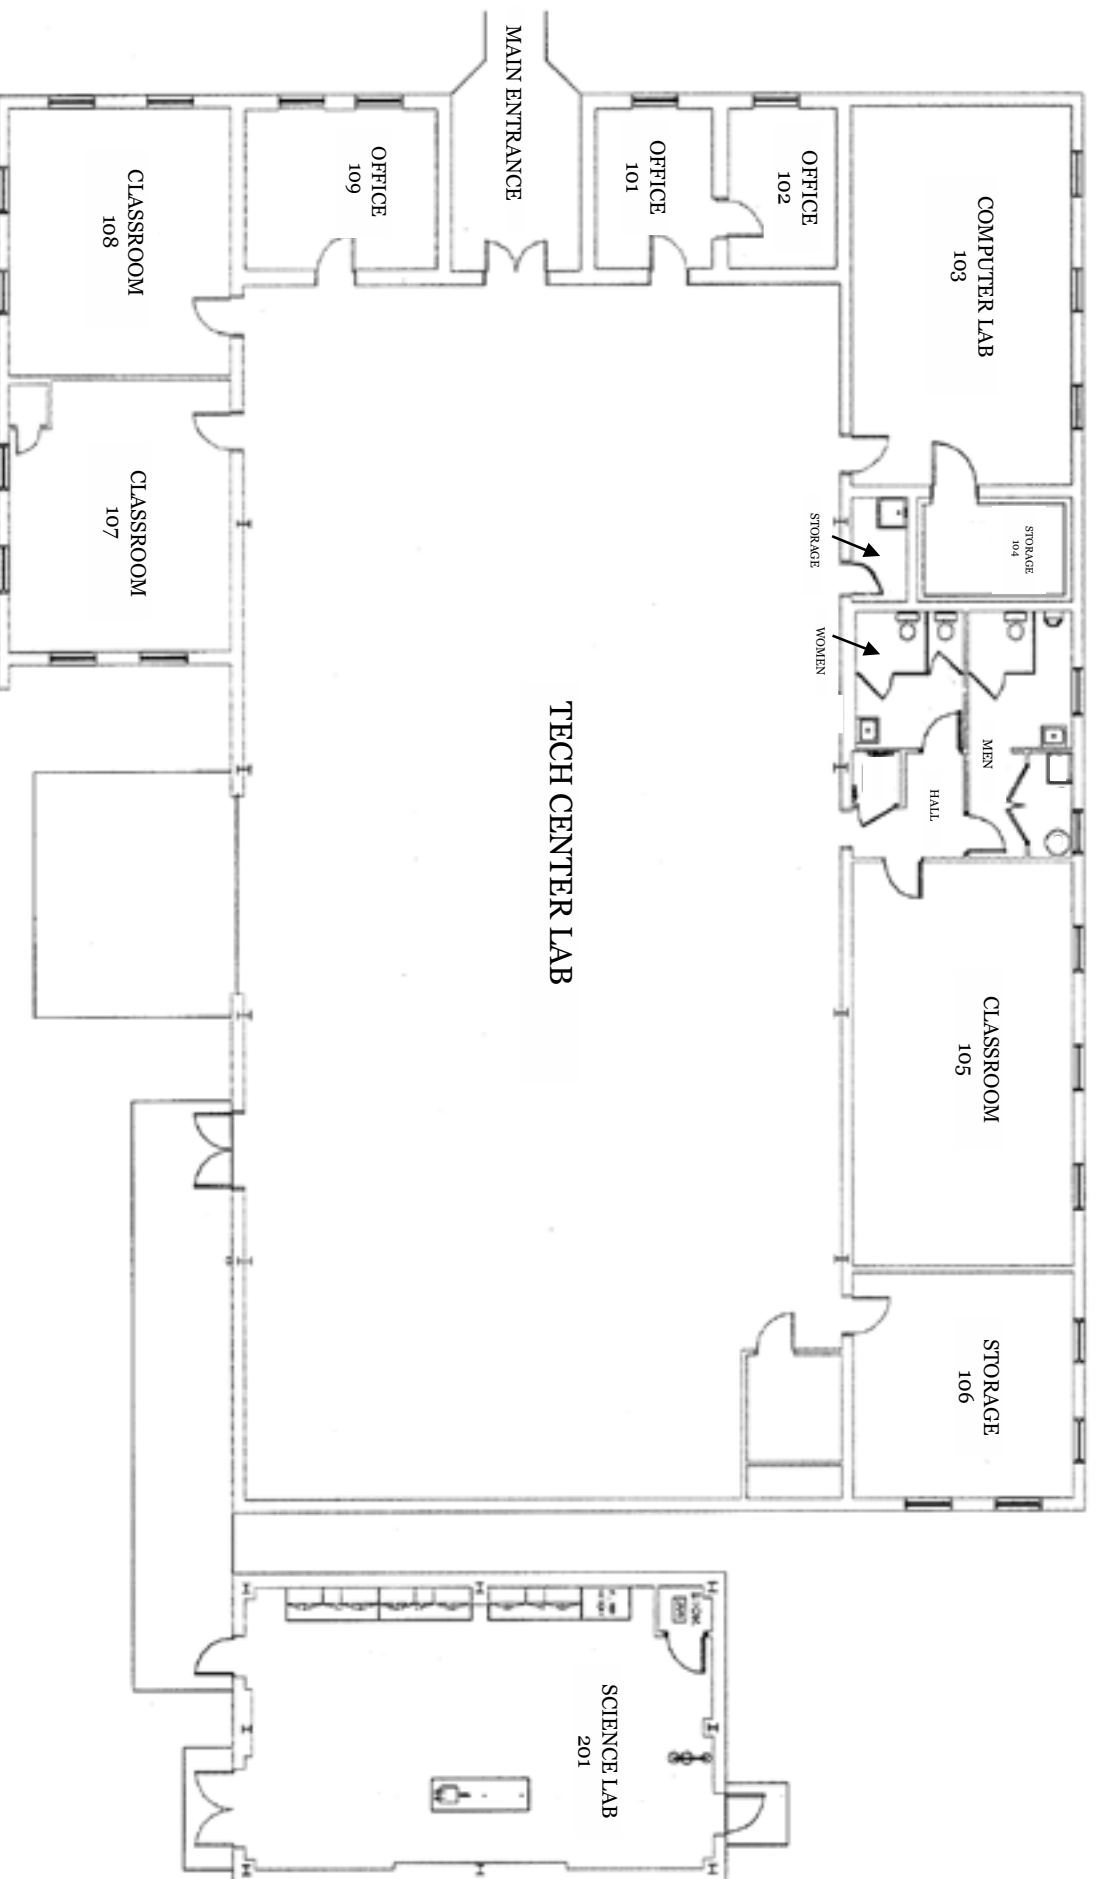 MAIN ENTRANCE
OFFICE
109
OFFICE
101
OFFICE
102
COMPUTER LAB
103
CLASSROOM
108
CLASSROOM
107
STORAGE
104
STORAGE
WOMEN
MEN
HALL
TECH CENTER LAB
CLASSROOM
105
STORAGE
106
SCIENCE LAB
201